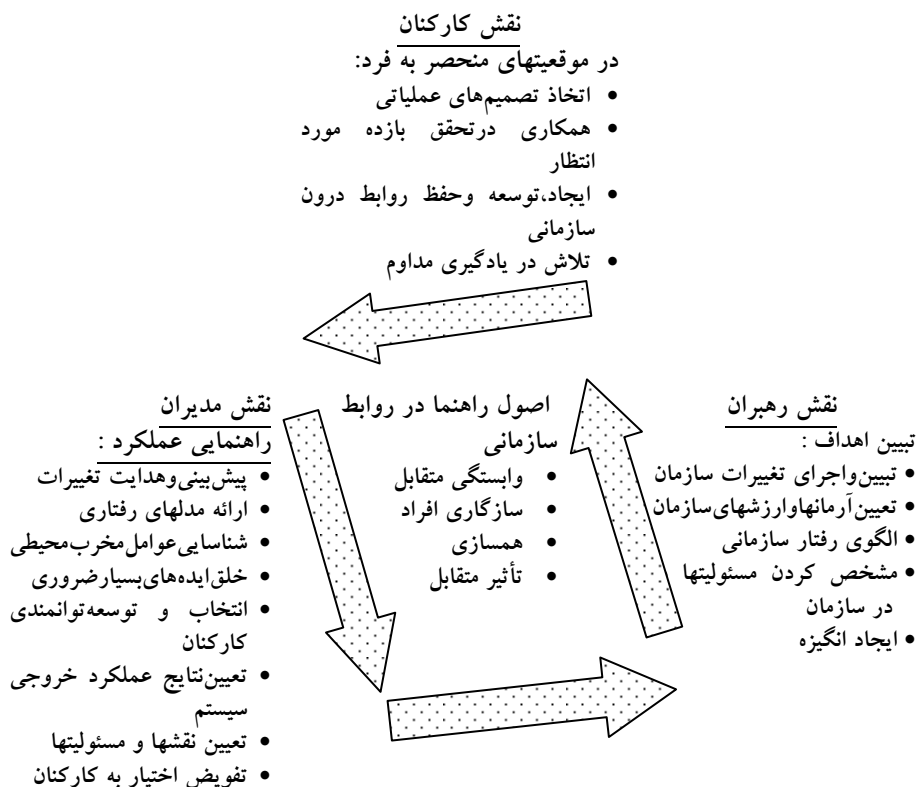 نقش کارکنان
در موقعیتهای منحصر به فرد:
• اتخاذ تصمیم‌های عملیاتی
• همکاری درتحقق بازده مورد
انتظار
• ایجاد،توسعه وحفظ روابط درون
سازمانی
• تلاش در یادگیری مداوم
نقش رهبران
تبیین اهداف :
• تبیین‌واجرای تغییرات سازمان
• تعیین‌آرمانهاوارزشهای‌سازمان
• الگوی رفتار سازمانی
• مشخص کردن مسئولیتها
در سازمان
• ایجاد انگیزه
اصول راهنما در روابط
سازمانی
• وابستگی متقابل
• سازگاری افراد
• همسازی
• تأثیر متقابل
نقش مدیران
راهنمایی عملکرد :
• پیش‌بینی‌وهدایت تغییرات
• ارائه مدلهای رفتاری
• شناسایی‌عوامل‌مخرب‌محیطی
• خلق‌ایده‌های‌بسیارضروری
• انتخاب و توسعه‌توانمندی
کارکنان
• تعیین‌نتایج عملکرد خروجی
سیستم
• تعیین نقشها و مسئولیتها
• تفویض اختیار به کارکنان